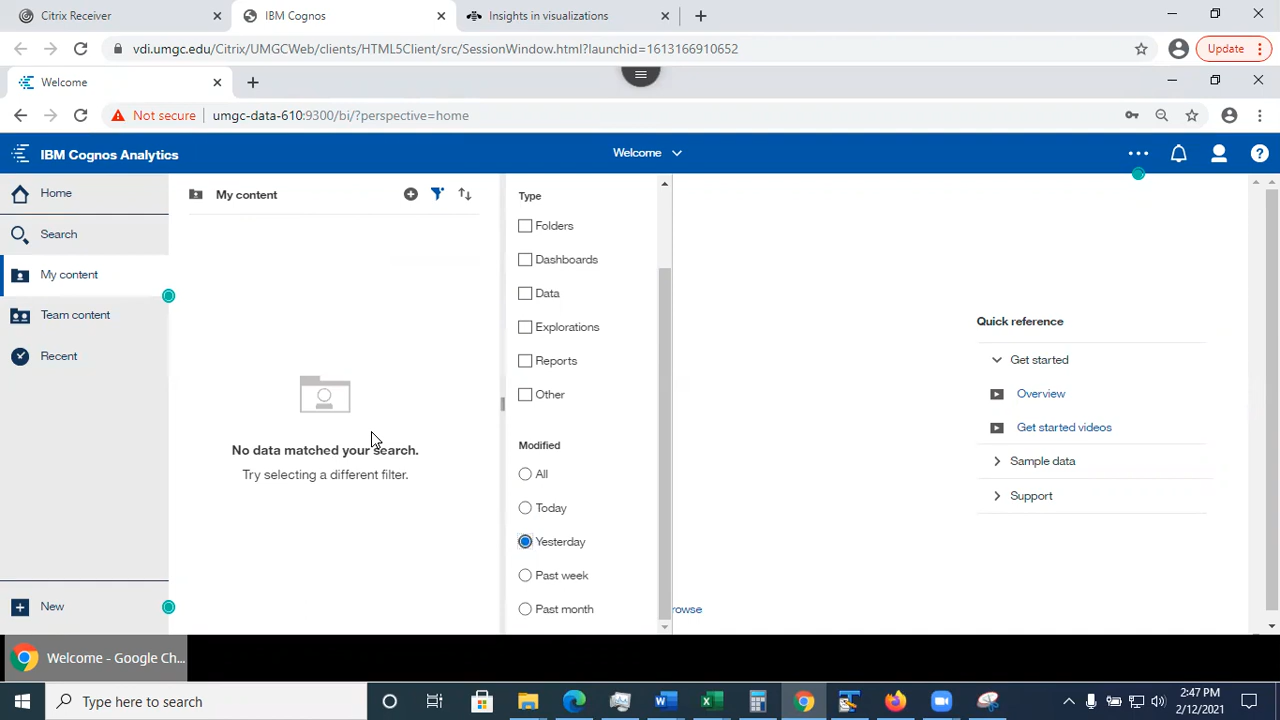 Citrix Receiver
IBM Cognos
Insights in visualizations
vdi.umgc.edu/Citrix/UMGCWeb/clients/HTML5Client/src/SessionWindow.html?launchid=1613166910652
Update
Welcome
Not secure
umgc-data-610:9300/bi/?perspective=home
IBM Cognos Analytics
Welcome
Home
Search
My content
Team content
Recent
New
My content
No data matched your search.
Try selecting a different filter.
Type
Folders
Dashboards
Data
Explorations
Reports
Other
Modified
All
Today
Yesterday
Past week
Past month
rowse
Quick reference
Get started
Overview
Get started videos
Sample data
Support
Welcome - Google Ch...
Type here to search
2:47 PM
2/12/2021